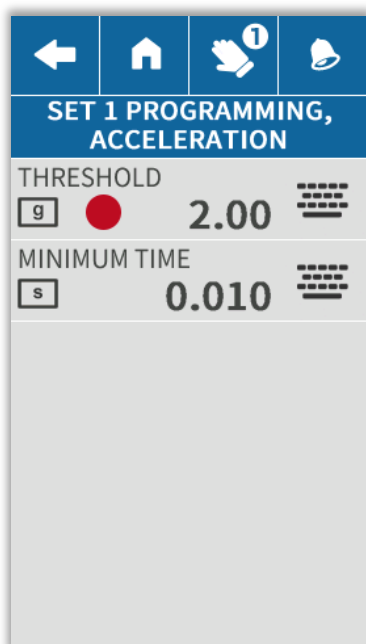 1
SET 1 PROGRAMMING,
ACCELERATION
THRESHOLD
g 2.00
MINIMUM TIME
s 0.010